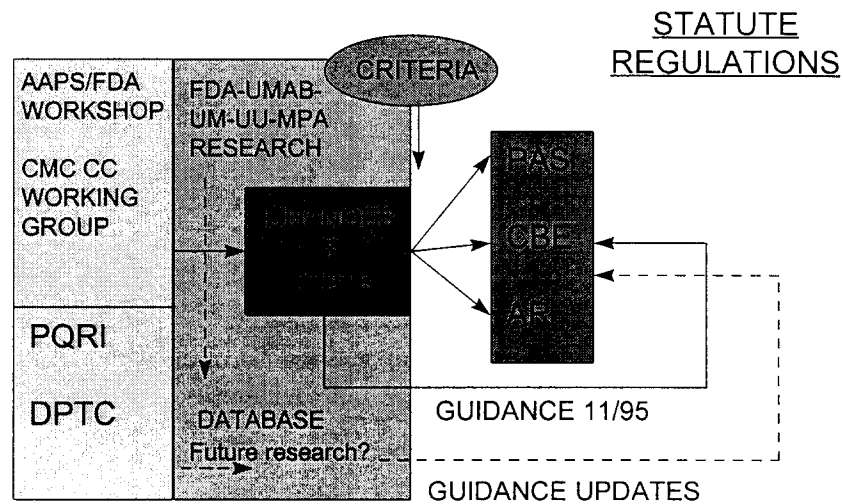 STATUTE
REGULATIONS
CRITERIA
AAPS/FDA
WORKSHOP
CMC CC
WORKING
GROUP
FDA-UMAB-
UM-UU-MPA
RESEARCH
PAS
CBE
AR
PQRI
DPTC
DATABASE
Future research?
GUIDANCE 11/95
GUIDANCE UPDATES